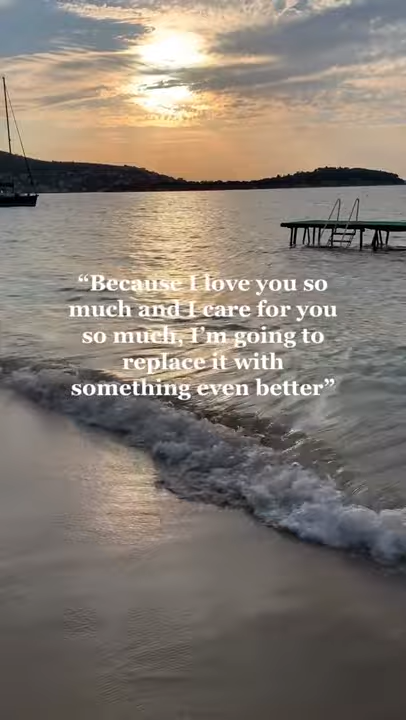 “Because I love you so
much and I care for you
so much, I’m going to
replace it with
something even better”